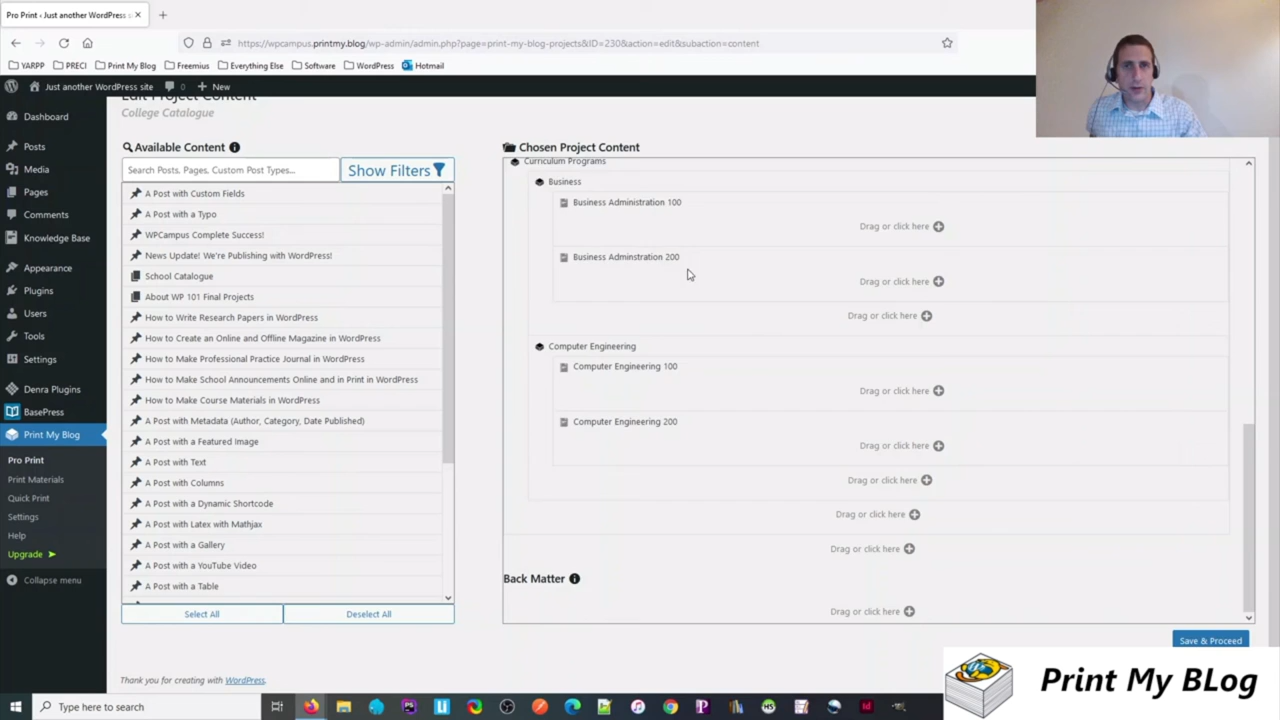 Pro Print ‹ Just another WordPress s
https://wpcampus.printmy.blog/wp-admin/admin.php?page=print-my-blog-projects&ID=230&action=edit&subaction=content
YARPP PRECI Print My Blog Freemius Everything Else Software WordPress Hotmail
Just another WordPress site 0 New
Edit Project Content
College Catalogue
Dashboard
Posts
Media
Pages
Comments
Knowledge Base
Appearance
Plugins
Users
Tools
Settings
Denra Plugins
BasePress
Print My Blog
Pro Print
Print Materials
Quick Print
Settings
Help
Upgrade ➤
Collapse menu
Available Content
Search Posts, Pages, Custom Post Types...
Show Filters
A Post with Custom Fields
A Post with a Typo
WPCampus Complete Success!
News Update! We're Publishing with WordPress!
School Catalogue
About WP 101 Final Projects
How to Write Research Papers in WordPress
How to Create an Online and Offline Magazine in WordPress
How to Make Professional Practice Journal in WordPress
How to Make School Announcements Online and in Print in WordPress
How to Make Course Materials in WordPress
A Post with Metadata (Author, Category, Date Published)
A Post with a Featured Image
A Post with Text
A Post with Columns
A Post with a Dynamic Shortcode
A Post with Latex with Mathjax
A Post with a Gallery
A Post with a YouTube Video
A Post with a Table
Select All
Deselect All
Chosen Project Content
Curriculum Programs
Business
Business Administration 100
Drag or click here
Business Adminstration 200
Drag or click here
Drag or click here
Computer Engineering
Computer Engineering 100
Drag or click here
Computer Engineering 200
Drag or click here
Drag or click here
Drag or click here
Drag or click here
Back Matter
Drag or click here
Save & Proceed
Thank you for creating with WordPress.
Print My BLog
Type here to search